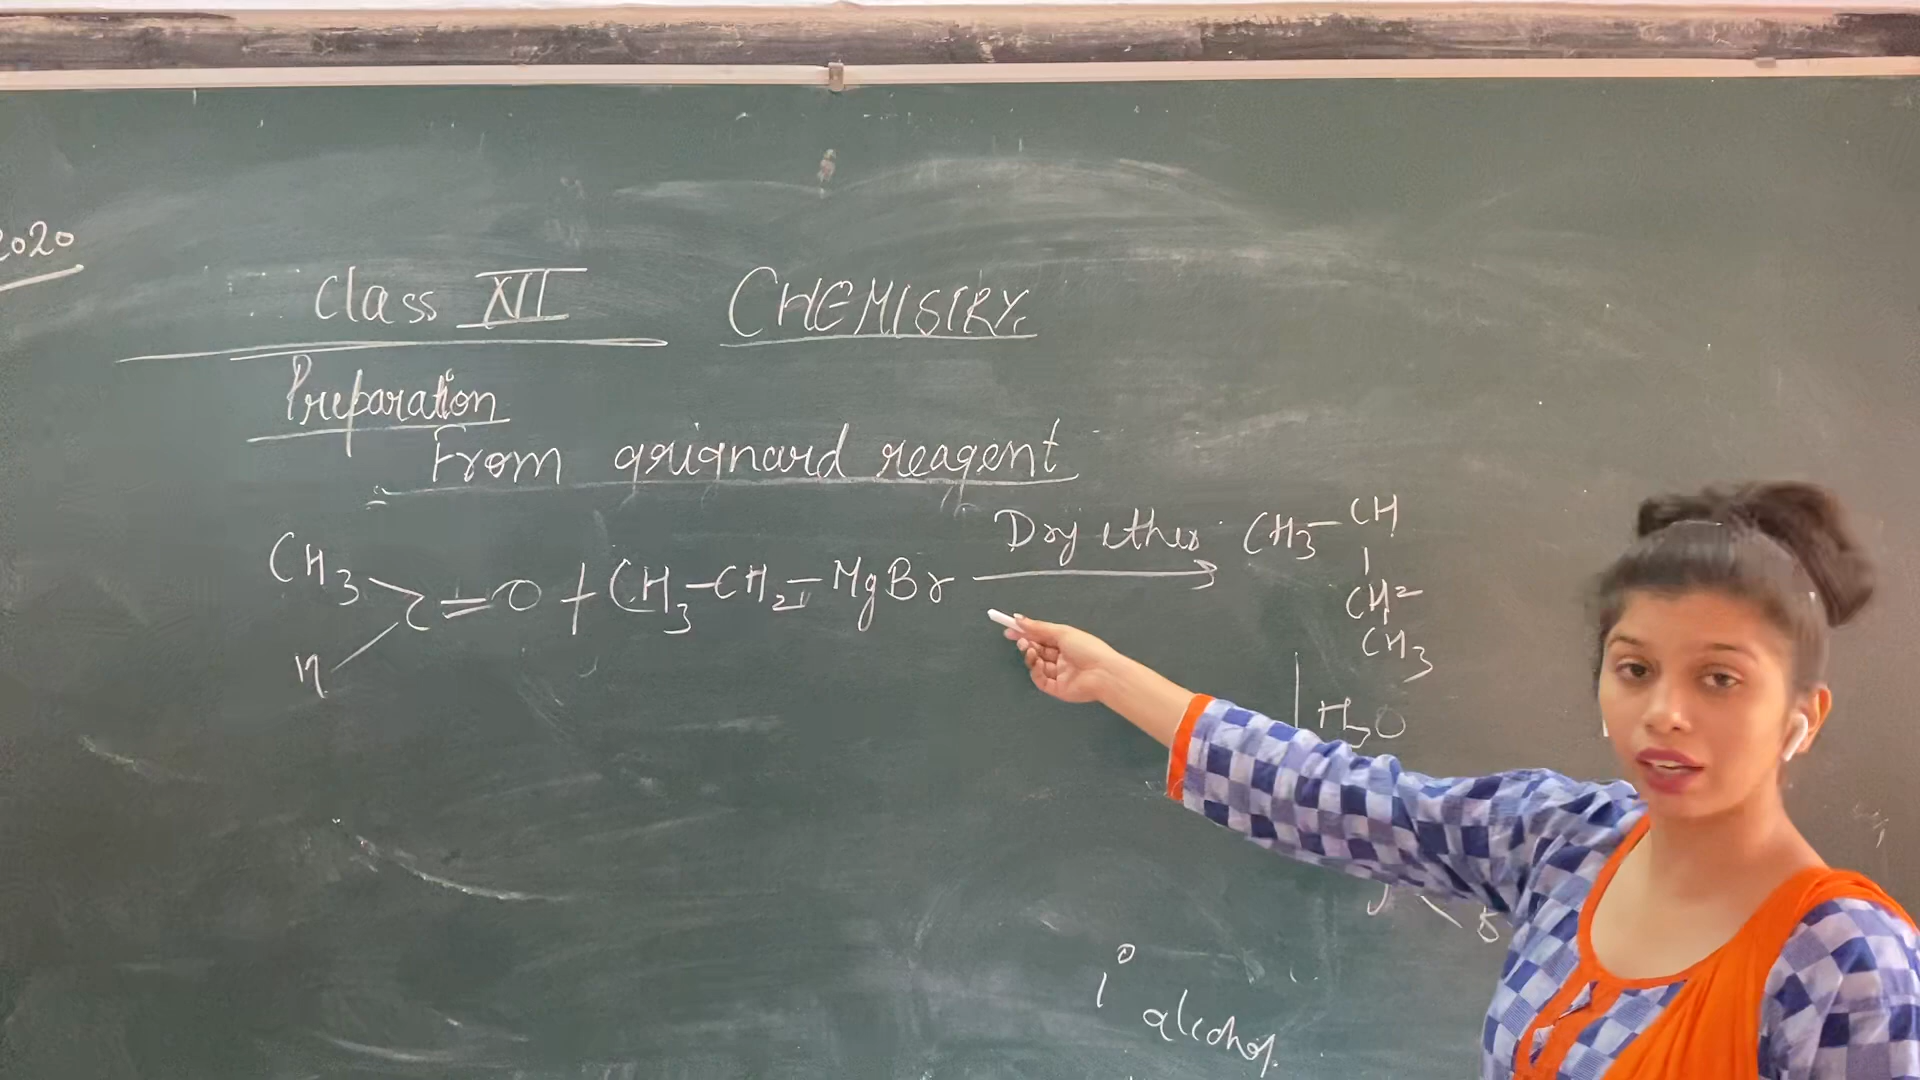 2020
Class XII CHEMISTRY
Preparation
From grignard reagent
CH3
C=O + CH3-CH2-MgBr
H
Dry ether
CH3-CH
CH2
CH3
H2O
1° alcohol